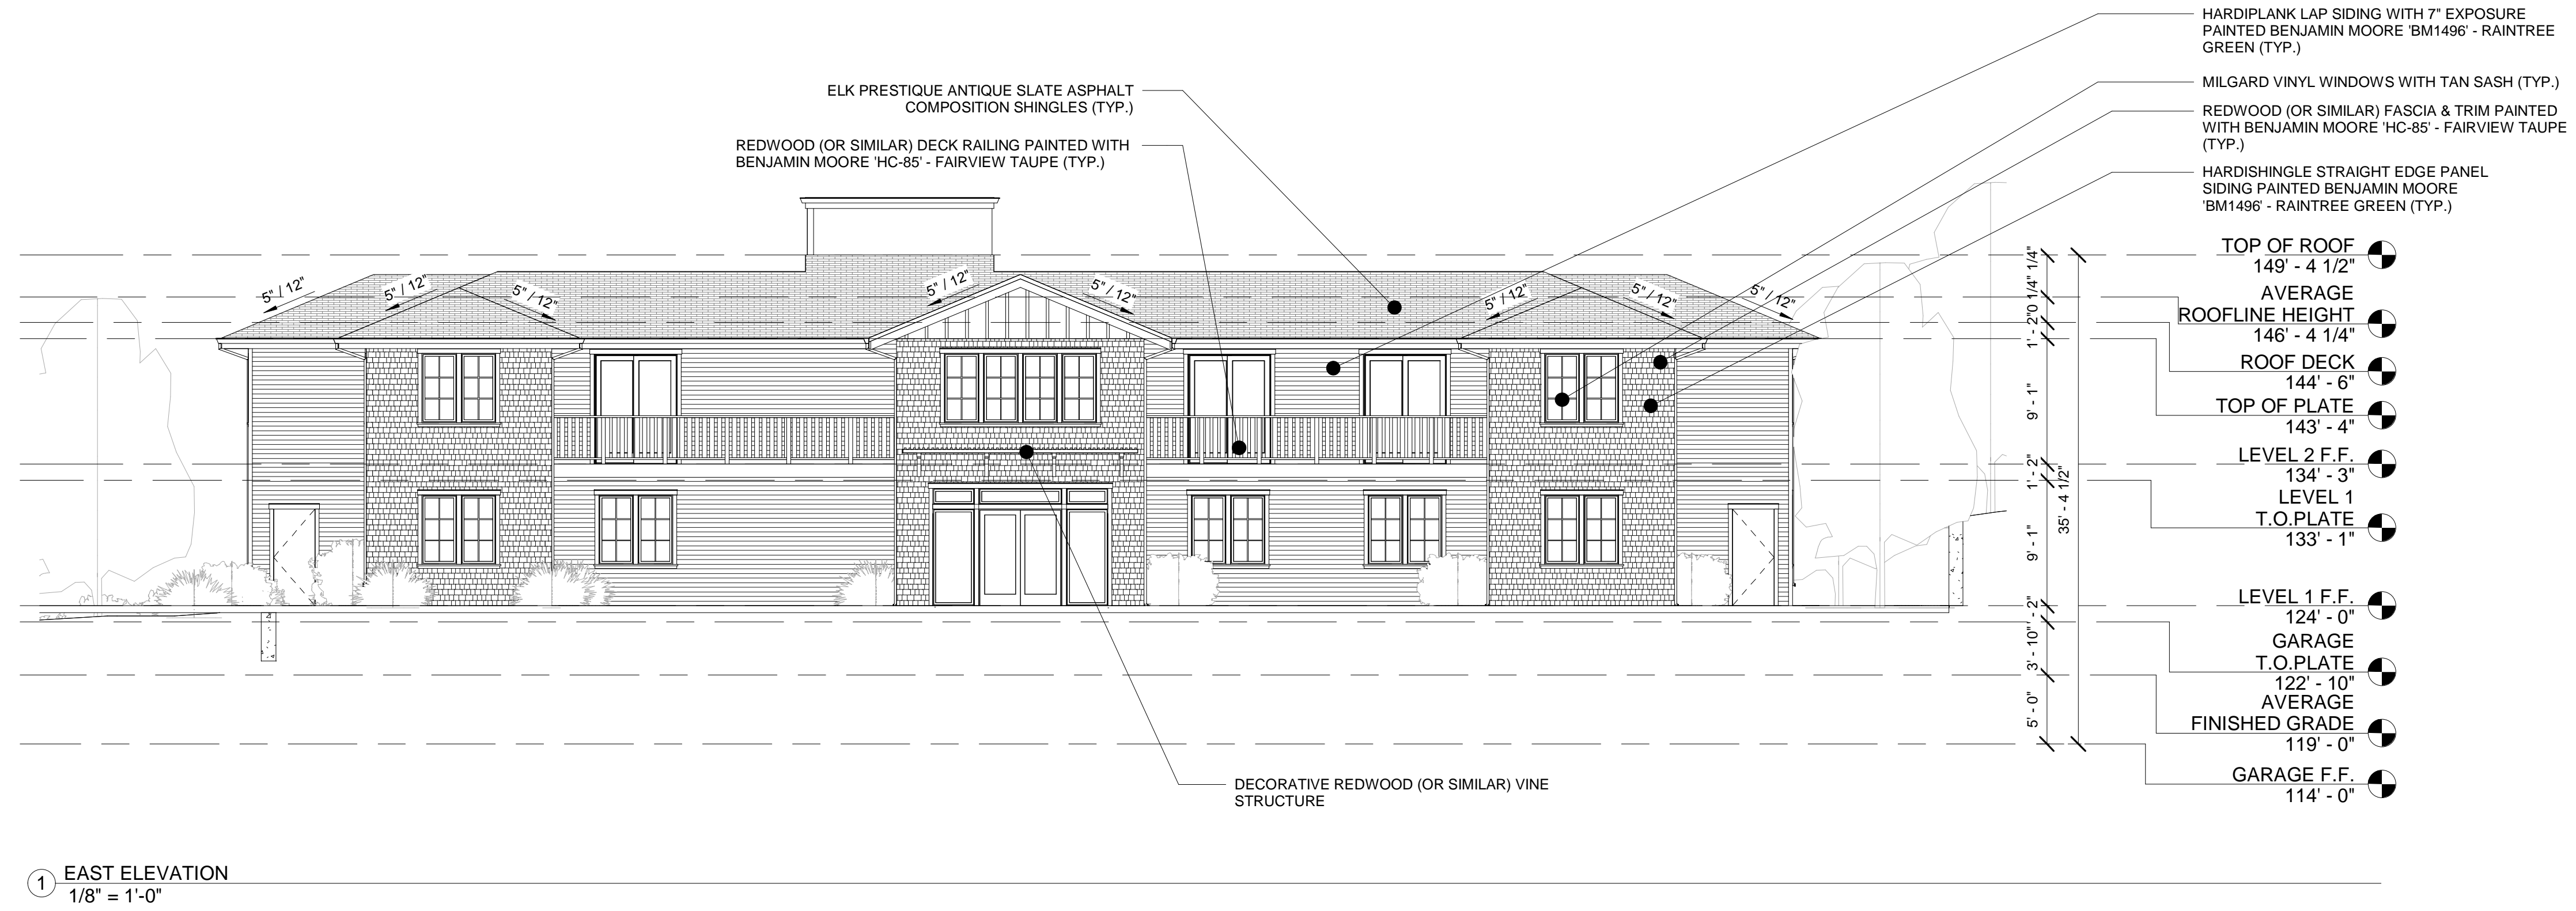 HARDIPLANK LAP SIDING WITH 7" EXPOSURE
PAINTED BENJAMIN MOORE 'BM1496' - RAINTREE
GREEN (TYP.)
MILGARD VINYL WINDOWS WITH TAN SASH (TYP.)
REDWOOD (OR SIMILAR) FASCIA & TRIM PAINTED
WITH BENJAMIN MOORE 'HC-85' - FAIRVIEW TAUPE
(TYP.)
HARDISHINGLE STRAIGHT EDGE PANEL
SIDING PAINTED BENJAMIN MOORE
'BM1496' - RAINTREE GREEN (TYP.)
ELK PRESTIQUE ANTIQUE SLATE ASPHALT
COMPOSITION SHINGLES (TYP.)
REDWOOD (OR SIMILAR) DECK RAILING PAINTED WITH
BENJAMIN MOORE 'HC-85' - FAIRVIEW TAUPE (TYP.)
5" / 12"
5" / 12"
5" / 12"
5" / 12"
5" / 12"
5" / 12"
5" / 12"
5" / 12"
TOP OF ROOF
149' - 4 1/2"
AVERAGE
ROOFLINE HEIGHT
146' - 4 1/4"
ROOF DECK
144' - 6"
TOP OF PLATE
143' - 4"
LEVEL 2 F.F.
134' - 3"
LEVEL 1
T.O.PLATE
133' - 1"
LEVEL 1 F.F.
124' - 0"
GARAGE
T.O.PLATE
122' - 10"
AVERAGE
FINISHED GRADE
119' - 0"
GARAGE F.F.
114' - 0"
1' - 2"
9' - 1"
1' - 2"
9' - 1"
3' - 10"
5' - 0"
35' - 4 1/2"
DECORATIVE REDWOOD (OR SIMILAR) VINE
STRUCTURE
1
EAST ELEVATION
1/8" = 1'-0"